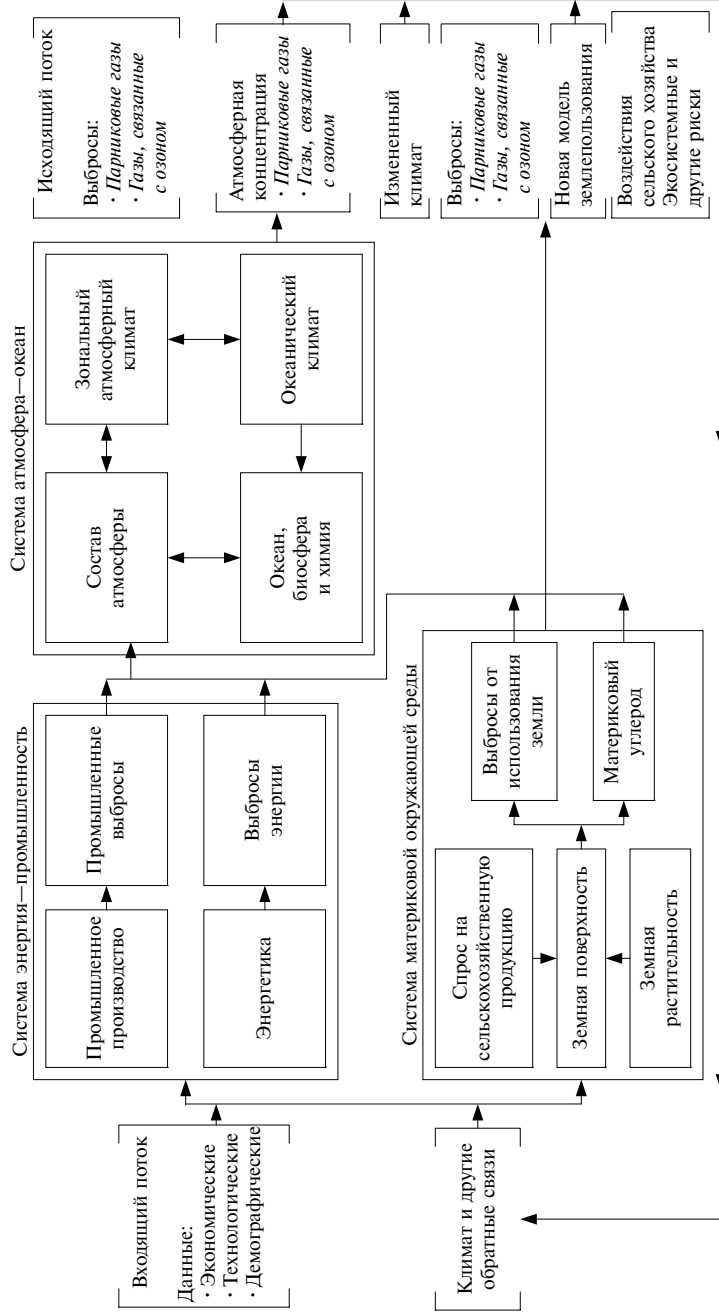 Входящий поток
Данные:
· Экономические
· Технологические
· Демографические
Климат и другие
обратные связи
Система энергия—промышленность
Промышленное
производство
Промышленные
выбросы
Энергетика
Выбросы
энергии
Система материковой окружающей среды
Спрос на
сельскохозяйственную
продукцию
Земная поверхность
Земная
растительность
Выбросы от
использования
земли
Материковый
углерод
Система атмосфера—океан
Состав
атмосферы
Зональный
атмосферный
климат
Океан,
биосфера
и химия
Океанический
климат
Исходящий поток
Выбросы:
· Парниковые газы
· Газы, связанные
с озоном
Атмосферная
концентрация
· Парниковые газы
· Газы, связанные
с озоном
Измененный
климат
Выбросы:
· Парниковые газы
· Газы, связанные
с озоном
Новая модель
землепользования
Воздействия
сельского хозяйства
Экосистемные и
другие риски